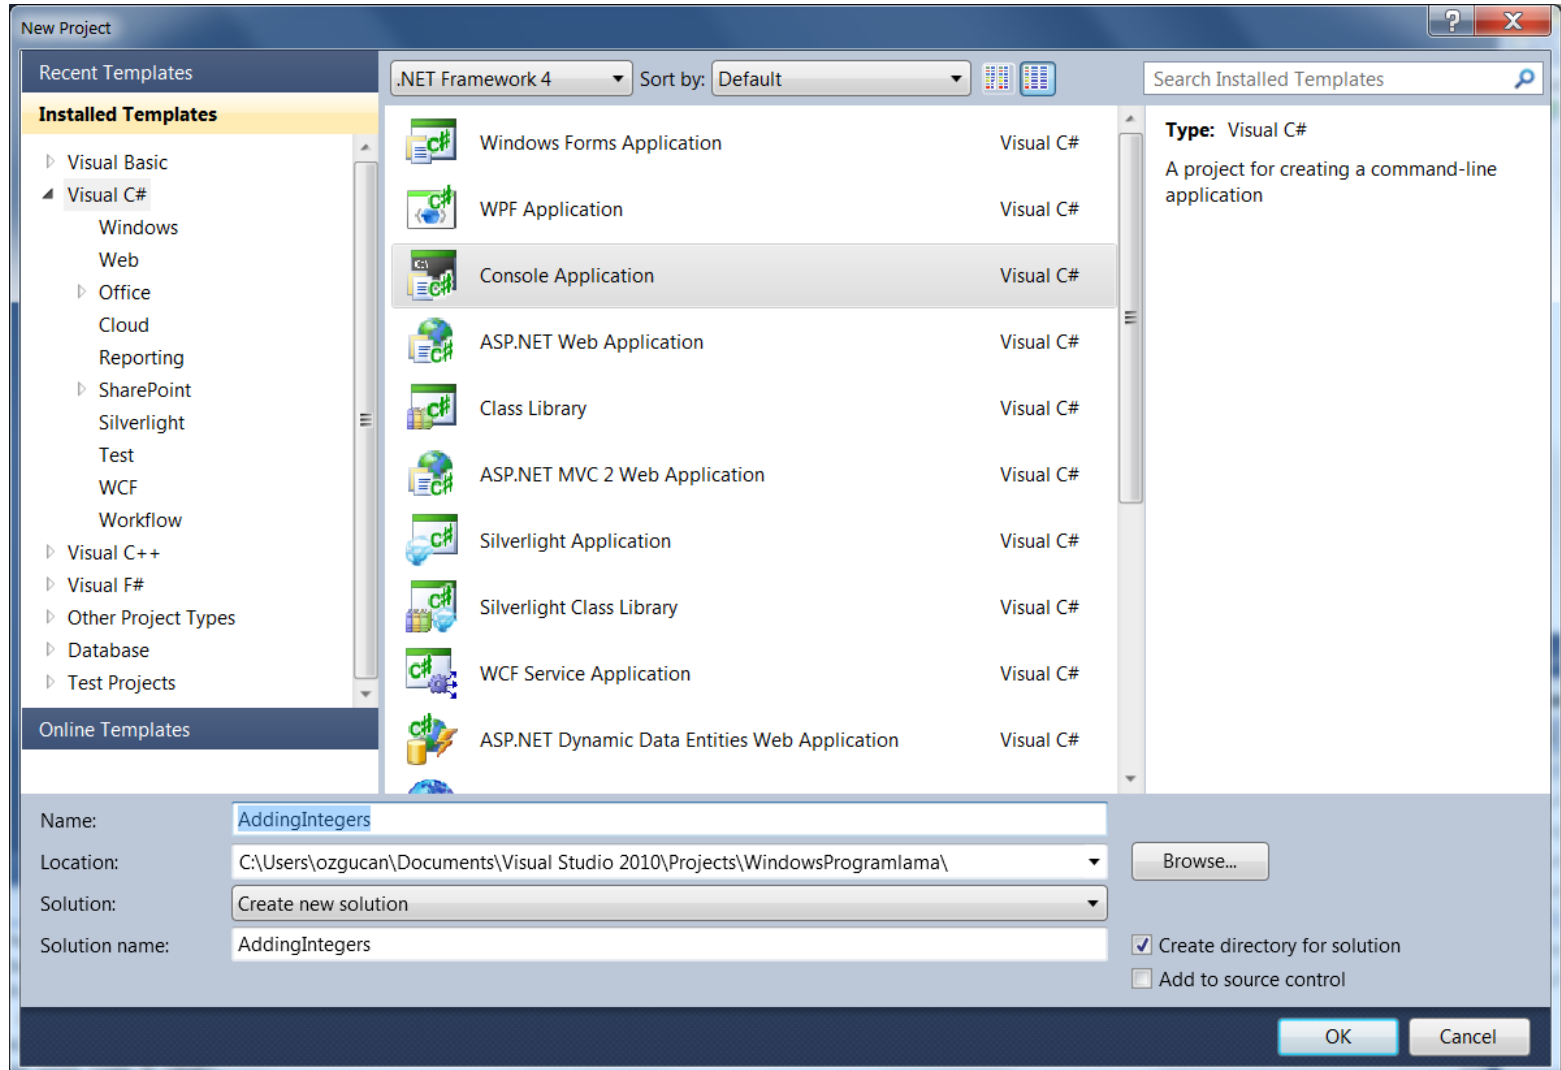 New Project
Recent Templates
Installed Templates
Visual Basic
Visual C#
Windows
Web
Office
Cloud
Reporting
SharePoint
Silverlight
Test
WCF
Workflow
Visual C++
Visual F#
Other Project Types
Database
Test Projects
Online Templates
.NET Framework 4 Sort by: Default
Windows Forms Application Visual C#
WPF Application Visual C#
Console Application Visual C#
ASP.NET Web Application Visual C#
Class Library Visual C#
ASP.NET MVC 2 Web Application Visual C#
Silverlight Application Visual C#
Silverlight Class Library Visual C#
WCF Service Application Visual C#
ASP.NET Dynamic Data Entities Web Application Visual C#
Search Installed Templates
Type: Visual C#
A project for creating a command-line
application
Name: AddingIntegers
Location: C:\Users\ozgucan\Documents\Visual Studio 2010\Projects\WindowsProgramlama\ Browse...
Solution: Create new solution
Solution name: AddingIntegers
Create directory for solution
Add to source control
OK Cancel